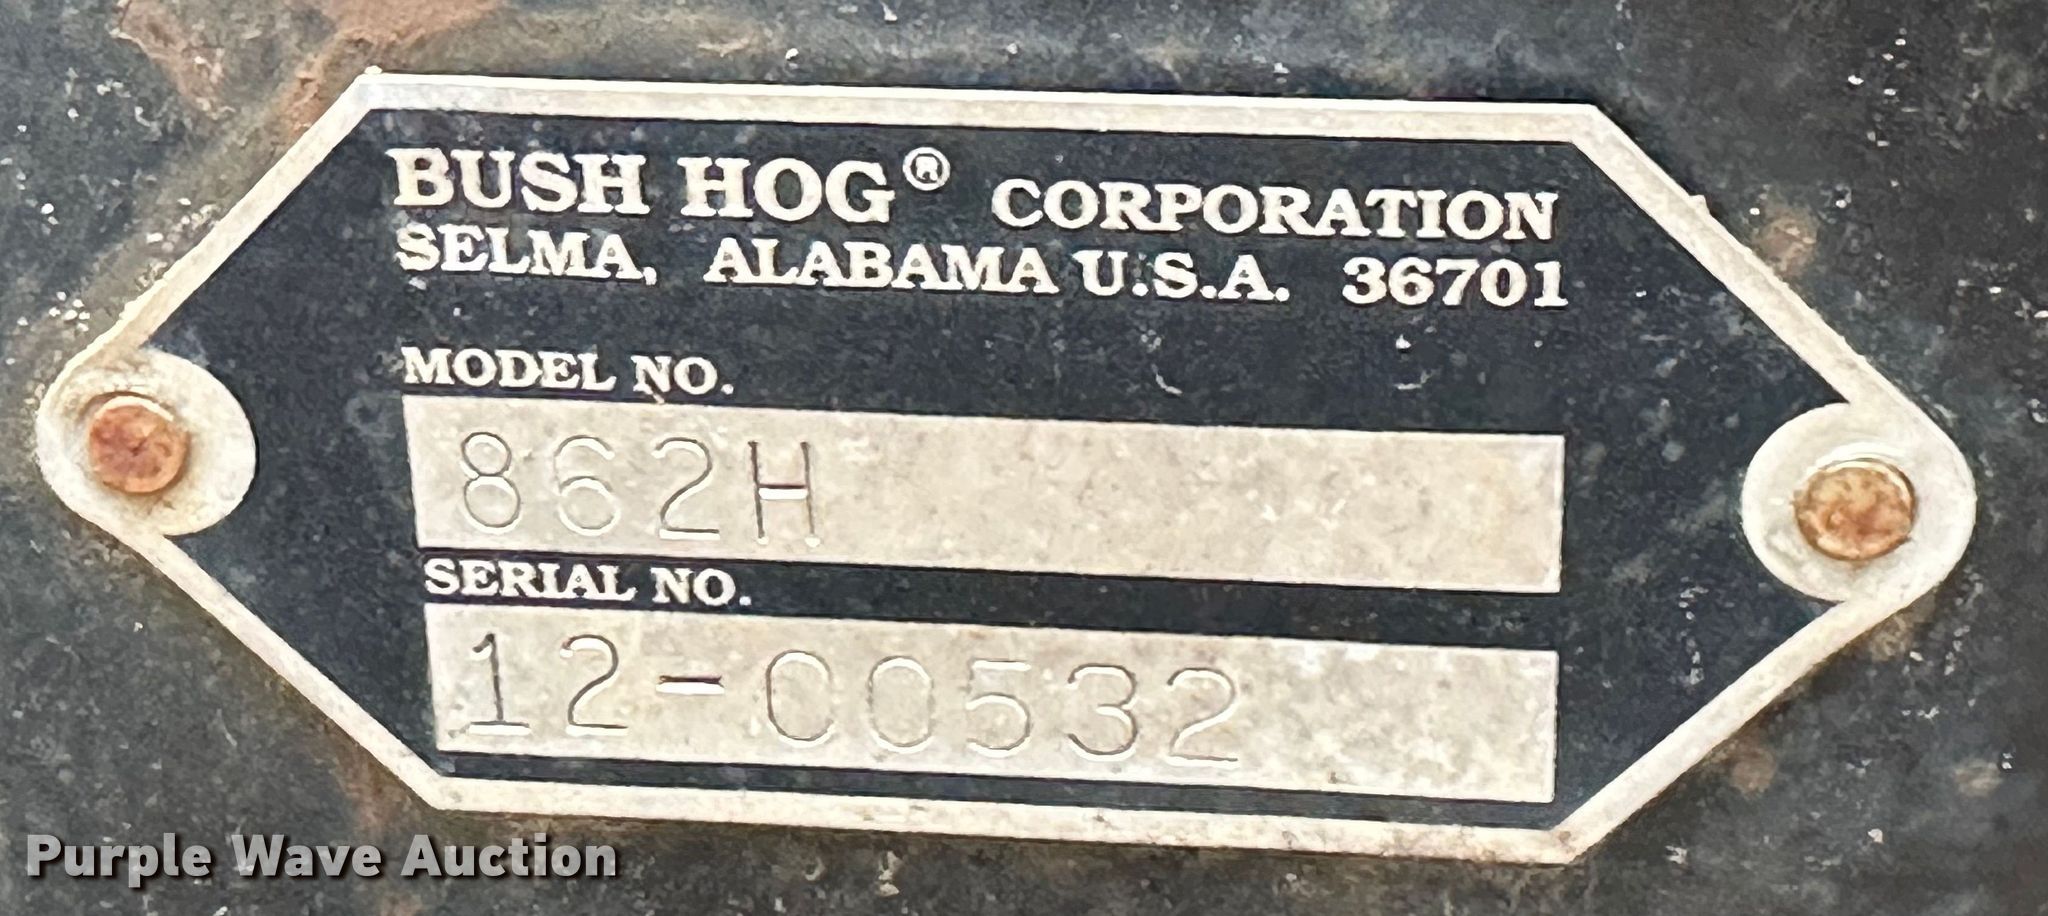 BUSH HOG® CORPORATION
SELMA, ALABAMA U.S.A. 36701
MODEL NO.
862H
SERIAL NO.
12-00532
Purple Wave Auction